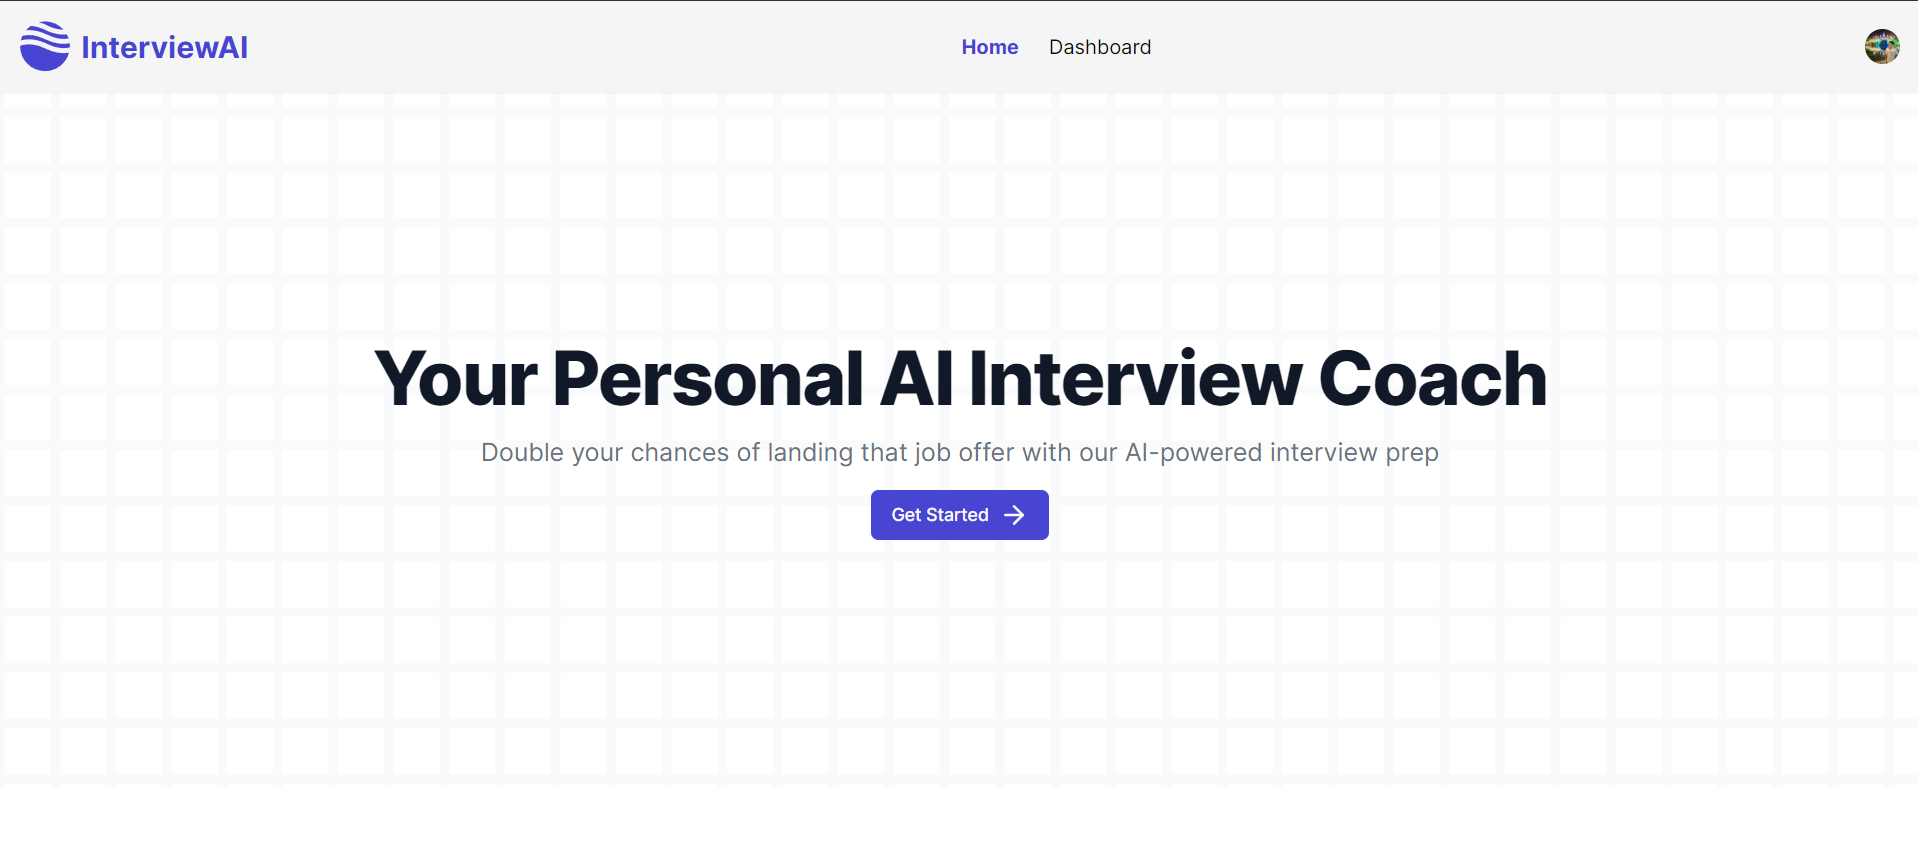 InterviewAI
Home
Dashboard
Your Personal AI Interview Coach
Double your chances of landing that job offer with our AI-powered interview prep
Get Started